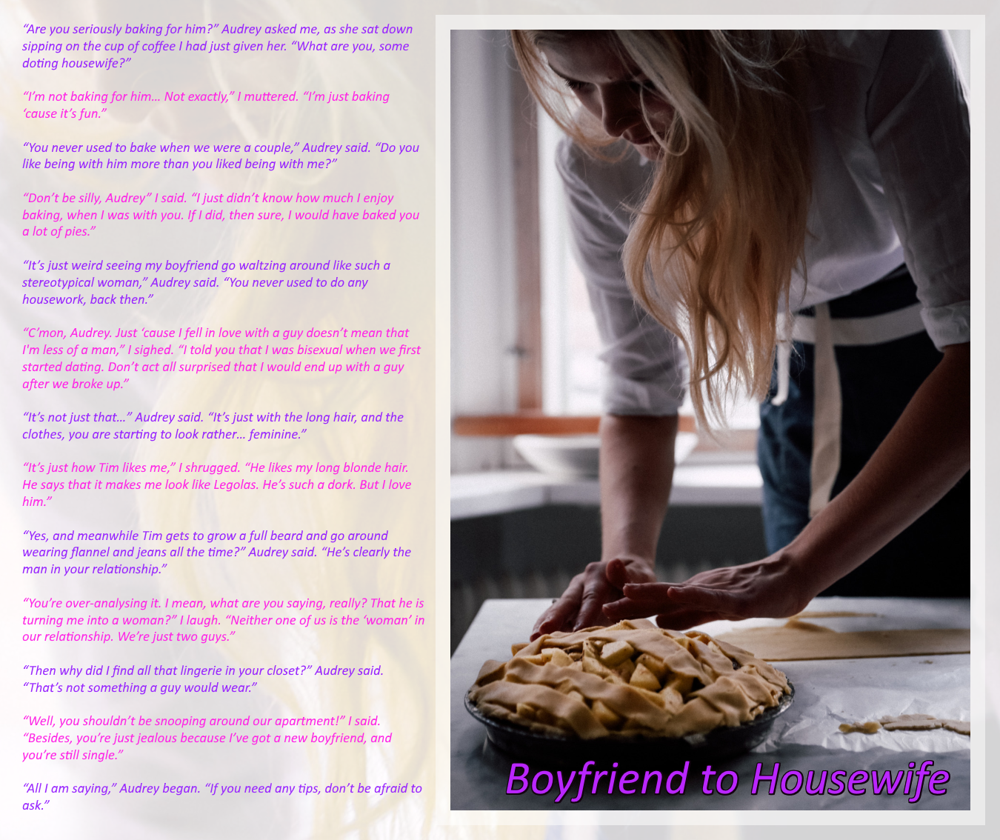 “Are you seriously baking for him?” Audrey asked me, as she sat down
sipping on the cup of coffee I had just given her. “What are you, some
doting housewife?”
“I’m not baking for him... Not exactly,” I muttered. “I’m just baking
‘cause it’s fun.”
“You never used to bake when we were a couple,” Audrey said. “Do you
like being with him more than you liked being with me?”
“Don’t be silly, Audrey” I said. “I just didn’t know how much I enjoy
baking, when I was with you. If I did, then sure, I would have baked you
a lot of pies.”
“It’s just weird seeing my boyfriend go waltzing around like such a
stereotypical woman,” Audrey said. “You never used to do any
housework, back then.”
“C’mon, Audrey. Just ‘cause I fell in love with a guy doesn’t mean that
I'm less of a man,” I sighed. “I told you that I was bisexual when we first
started dating. Don’t act all surprised that I would end up with a guy
after we broke up.”
“It’s not just that...” Audrey said. “It’s just with the long hair, and the
clothes, you are starting to look rather... feminine.”
“It’s just how Tim likes me,” I shrugged. “He likes my long blonde hair.
He says that it makes me look like Legolas. He’s such a dork. But I love
him.”
“Yes, and meanwhile Tim gets to grow a full beard and go around
wearing flannel and jeans all the time?” Audrey said. “He’s clearly the
man in your relationship.”
“You’re over-analysing it. I mean, what are you saying, really? That he is
turning me into a woman?” I laugh. “Neither one of us is the ‘woman’ in
our relationship. We’re just two guys.”
“Then why did I find all that lingerie in your closet?” Audrey said.
“That’s not something a guy would wear.”
“Well, you shouldn’t be snooping around our apartment!” I said.
“Besides, you’re just jealous because I’ve got a new boyfriend, and
you’re still single.”
“All I am saying,” Audrey began. “If you need any tips, don’t be afraid to
ask.”
Boyfriend to Housewife